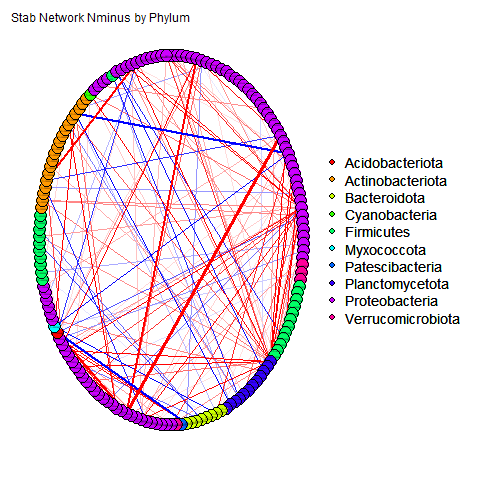 Stab Network Nminus by Phylum
Acidobacteriota
Actinobacteriota
Bacteroidota
Cyanobacteria
Firmicutes
Myxococcota
Patescibacteria
Planctomycetota
Proteobacteria
Verrucomicrobiota